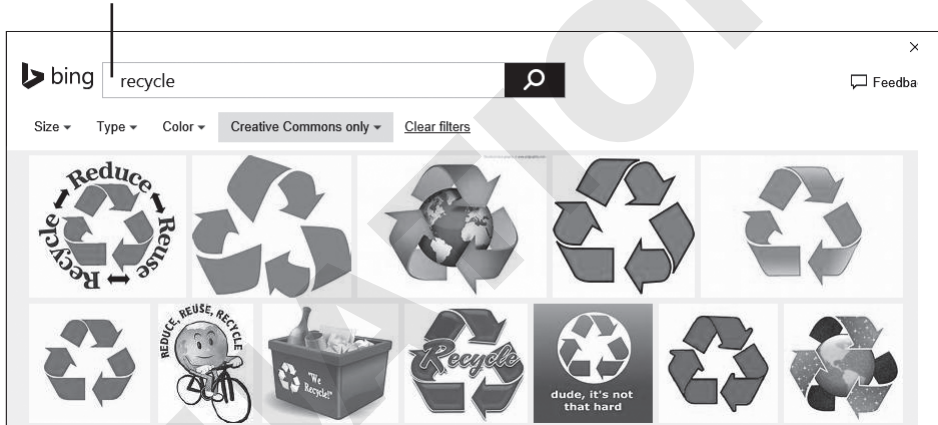 ×
bing
recycle
Feedba
Size Type Color Creative Commons only Clear filters
Reduce
Reuse
Recycle
REDUCE, REUSE, RECYCLE
"We
Recycle!"
Recycle
dude, it's not
that hard